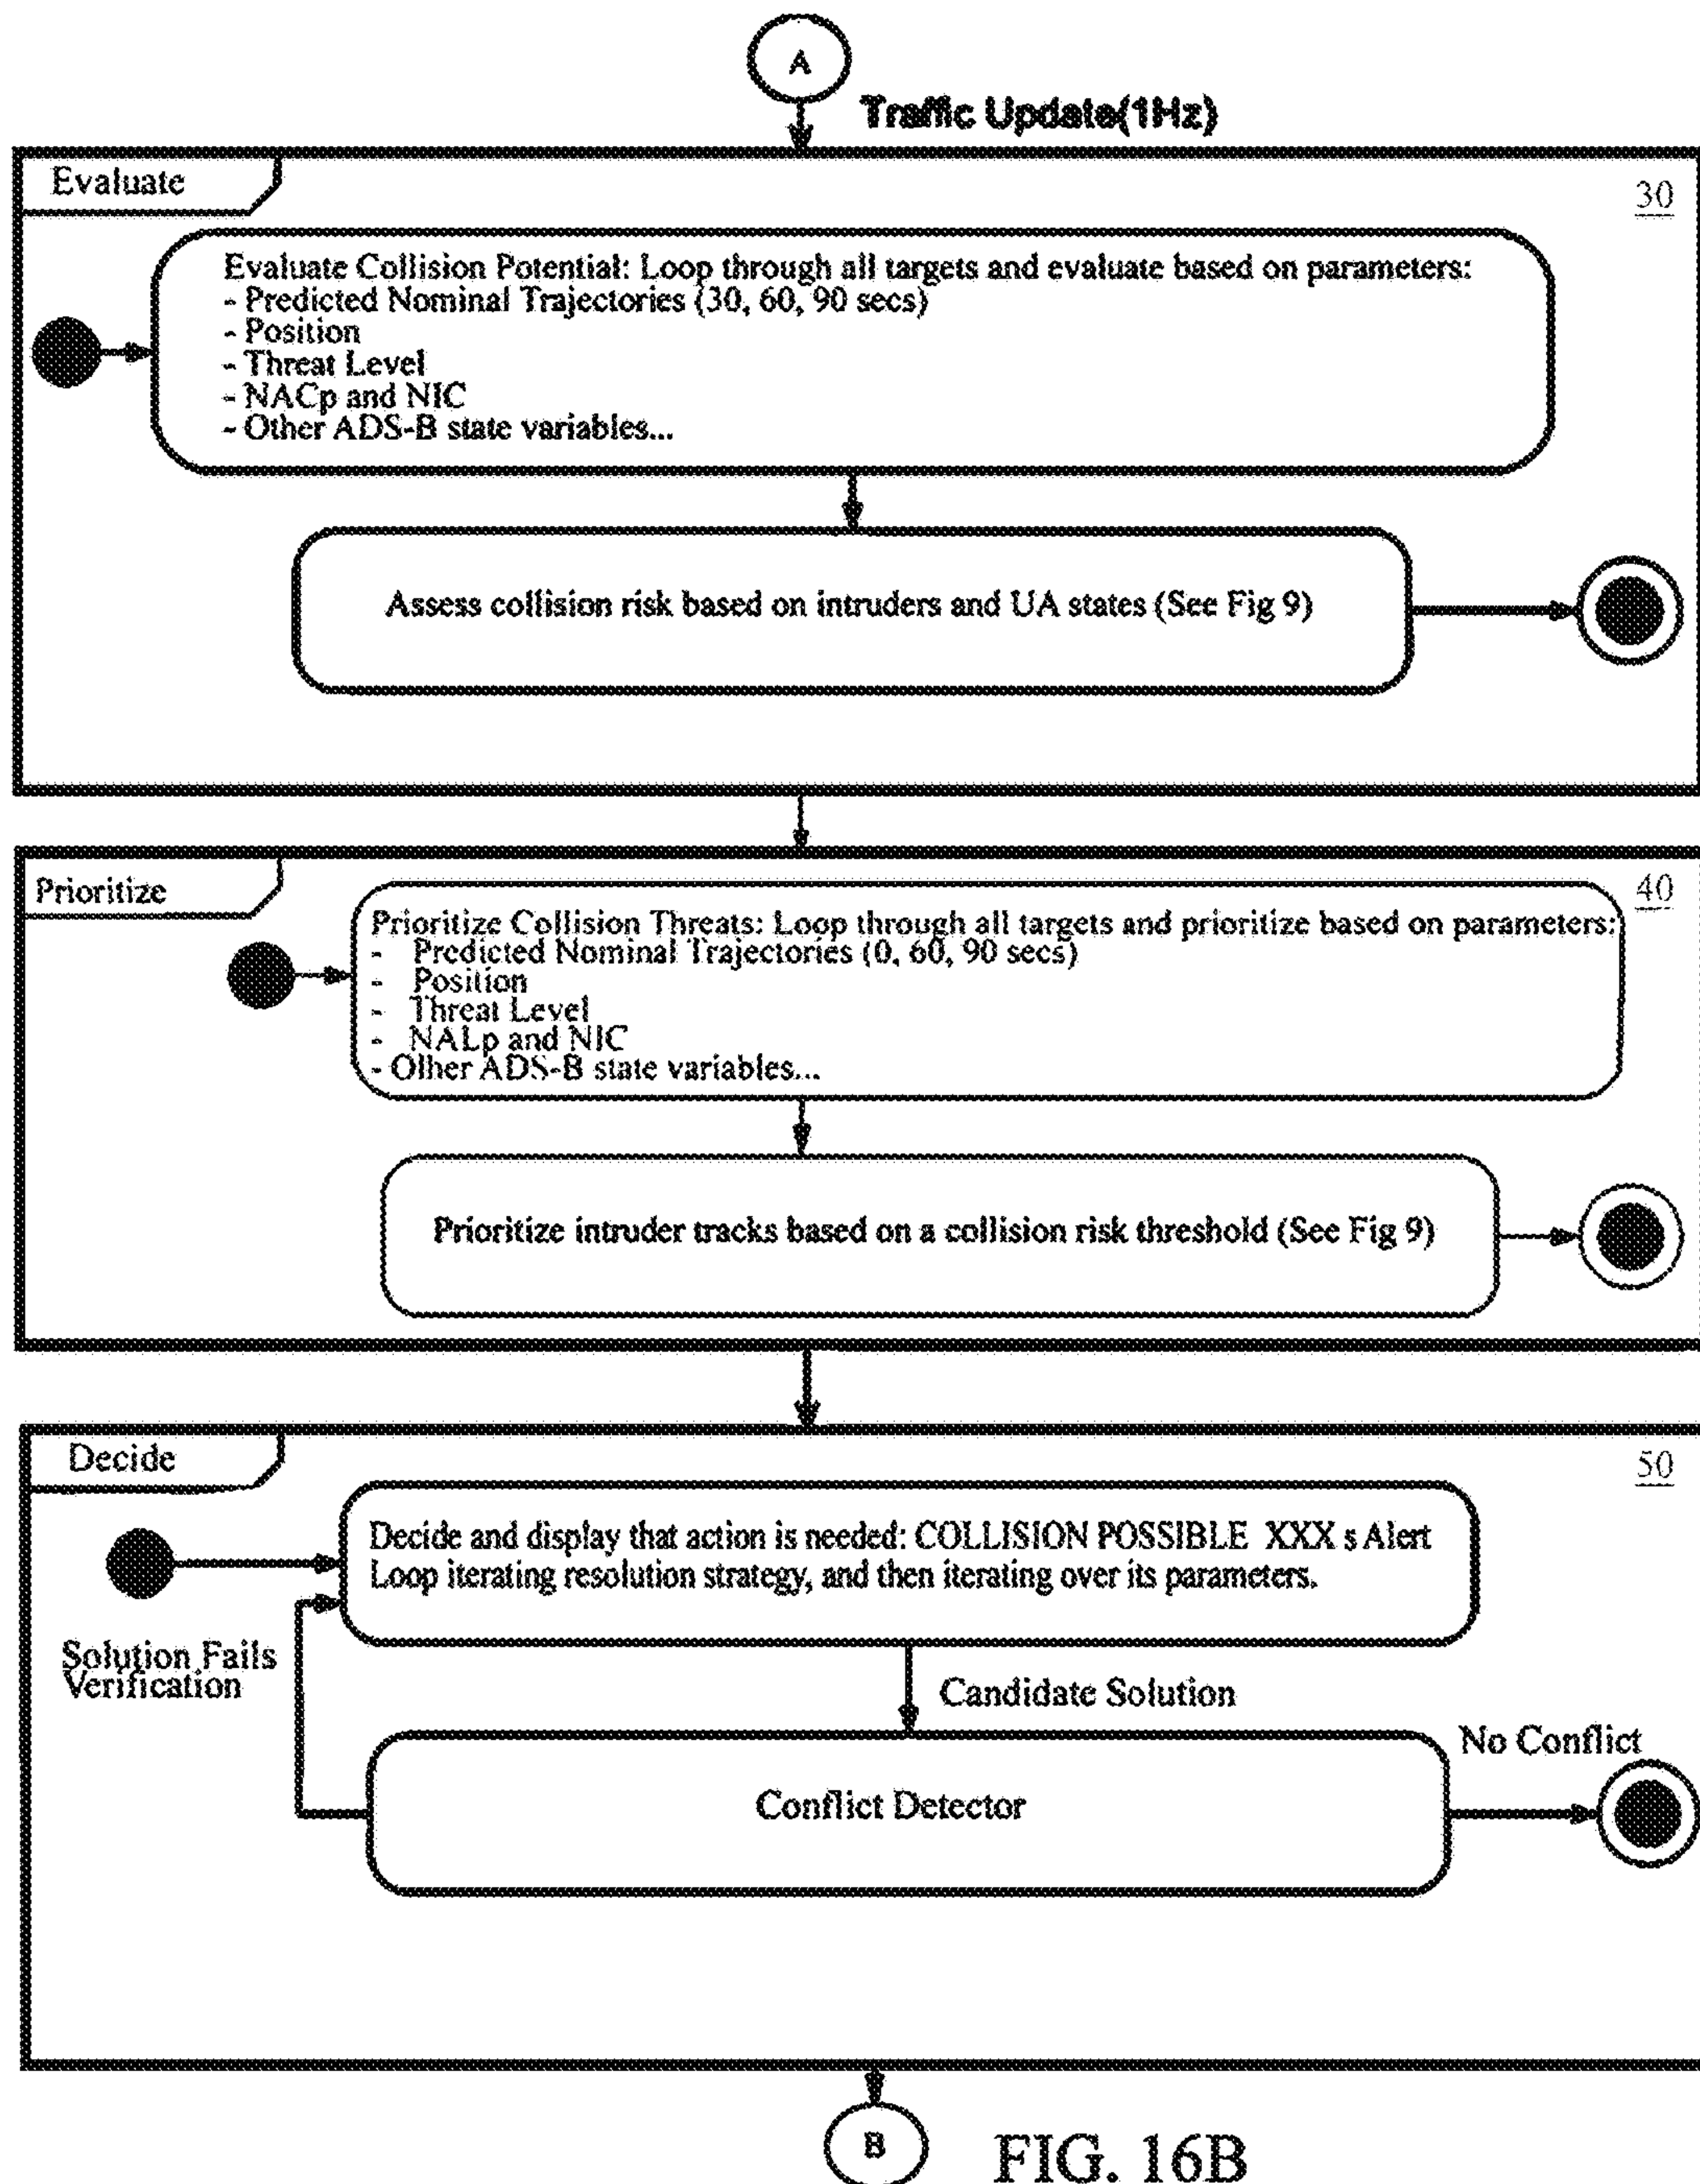 A
Traffic Update(1Hz)
Evaluate
30
Evaluate Collision Potential: Loop through all targets and evaluate based on parameters:
- Predicted Nominal Trajectories (30, 60, 90 secs)
- Position
- Threat Level
- NACp and NIC
- Other ADS-B state variables...
Assess collision risk based on intruders and UA states (See Fig 9)
Prioritize
40
Prioritize Collision Threats: Loop through all targets and prioritize based on parameters:
- Predicted Nominal Trajectories (0, 60, 90 secs)
- Position
- Threat Level
- NALp and NIC
- Olher ADS-B state variables...
Prioritize intruder tracks based on a collision risk threshold (See Fig 9)
Decide
50
Decide and display that action is needed: COLLISION POSSIBLE XXX s Alert
Loop iterating resolution strategy, and then iterating over its parameters.
Solution Fails
Verification
Candidate Solution
No Conflict
Conflict Detector
B
FIG. 16B